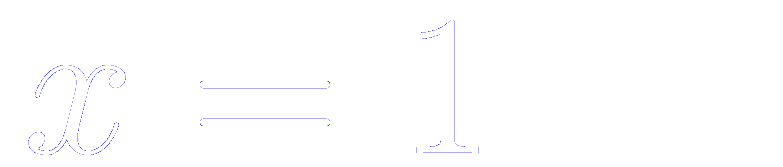 x = 1